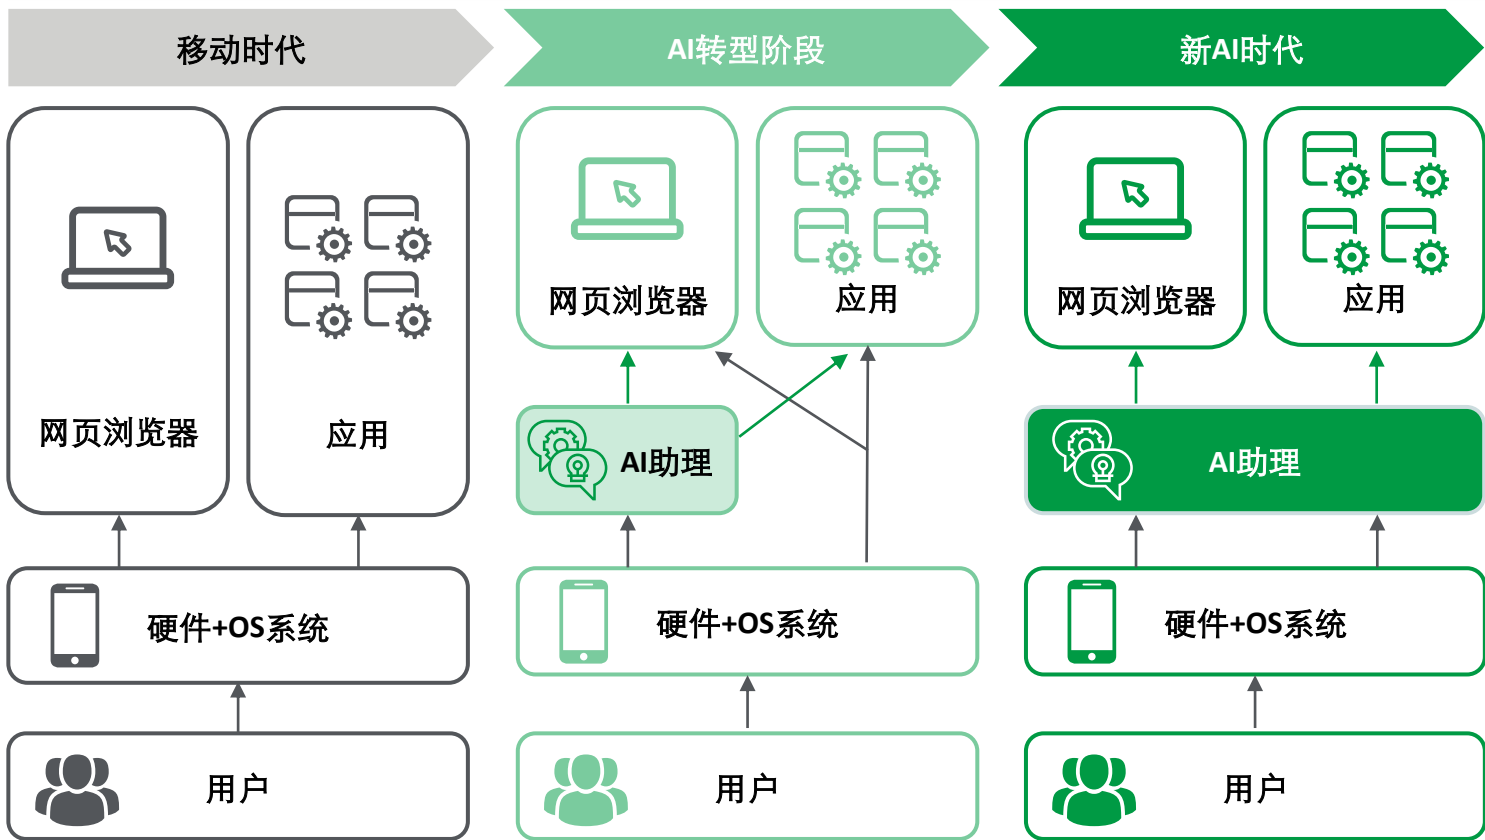 移动时代
AI转型阶段
新AI时代
网页浏览器
应用
网页浏览器
应用
网页浏览器
应用
AI助理
AI助理
硬件+OS系统
硬件+OS系统
硬件+OS系统
用户
用户
用户